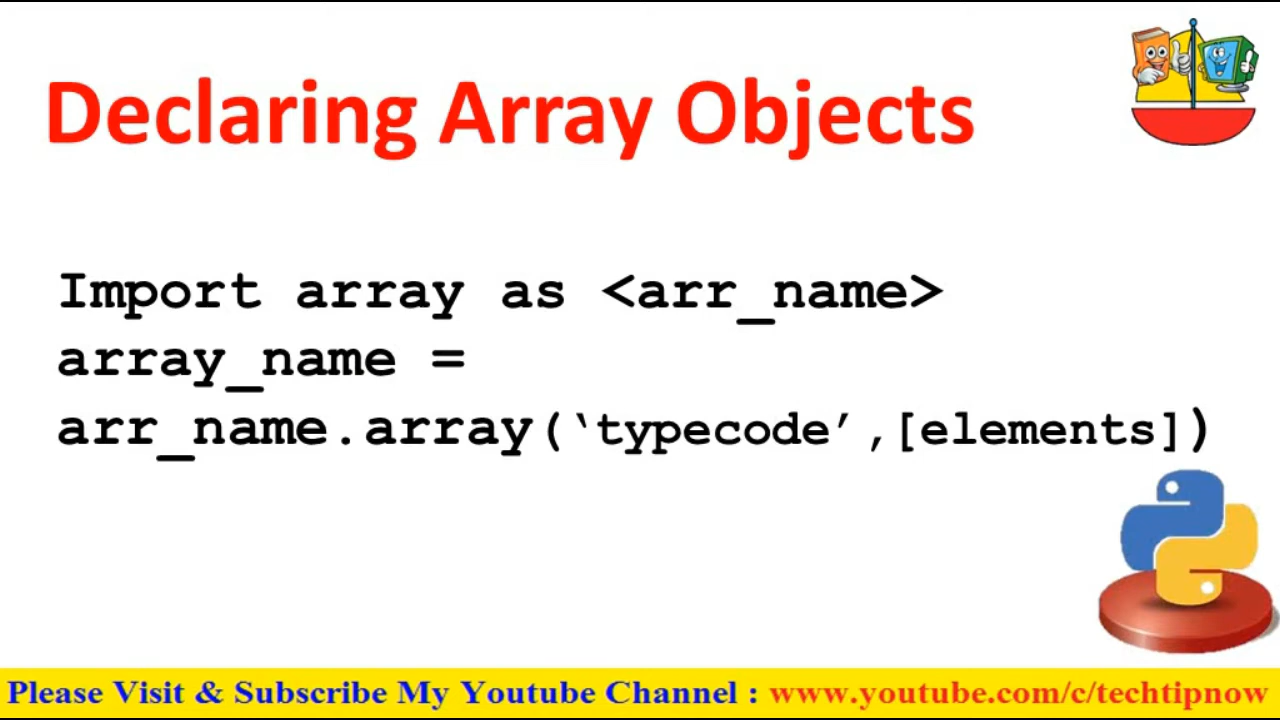 Declaring Array Objects
Import array as <arr_name>
array_name =
arr_name.array(‘typecode’,[elements])
Please Visit & Subscribe My Youtube Channel : www.youtube.com/c/techtipnow